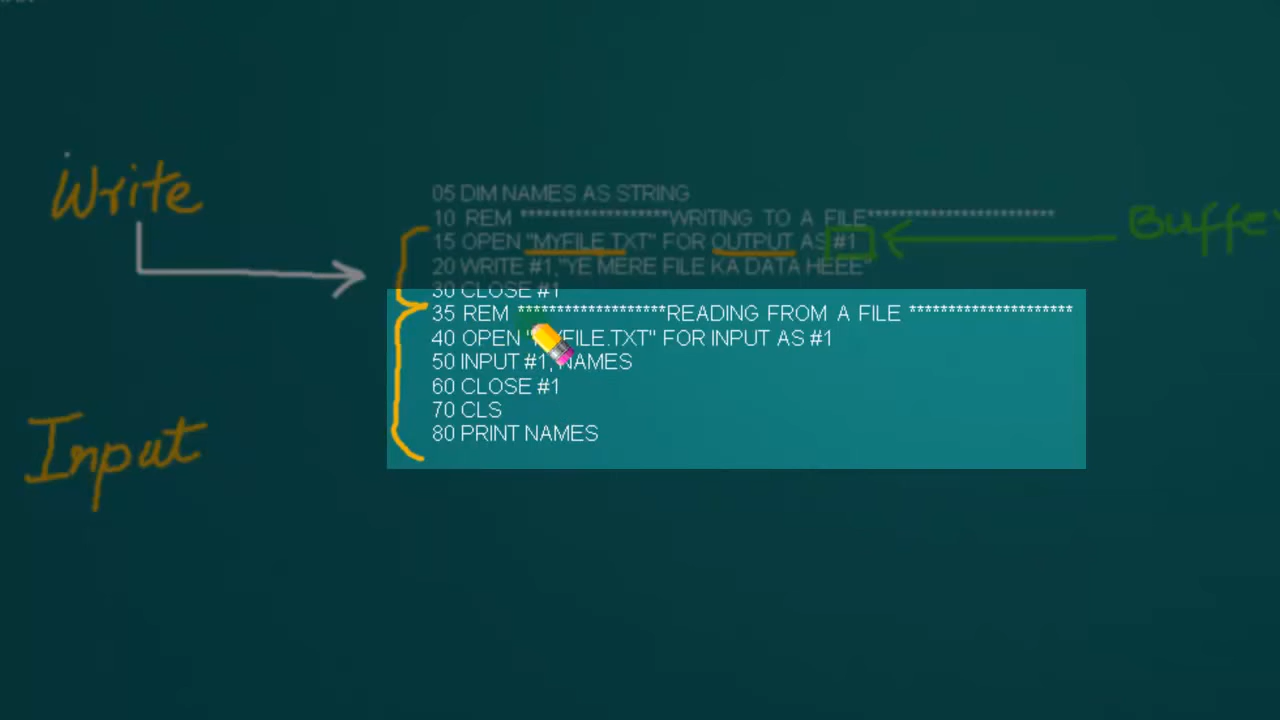 Write
05 DIM NAMES AS STRING
10 REM *******************WRITING TO A FILE************************
15 OPEN "MYFILE.TXT" FOR OUTPUT AS #1
Buffe
20 WRITE #1,"YE MERE FILE KA DATA HEEE"
30 CLOSE #1
35 REM *******************READING FROM A FILE *********************
40 OPEN "MYFILE.TXT" FOR INPUT AS #1
50 INPUT #1,NAMES
60 CLOSE #1
70 CLS
80 PRINT NAMES
Input